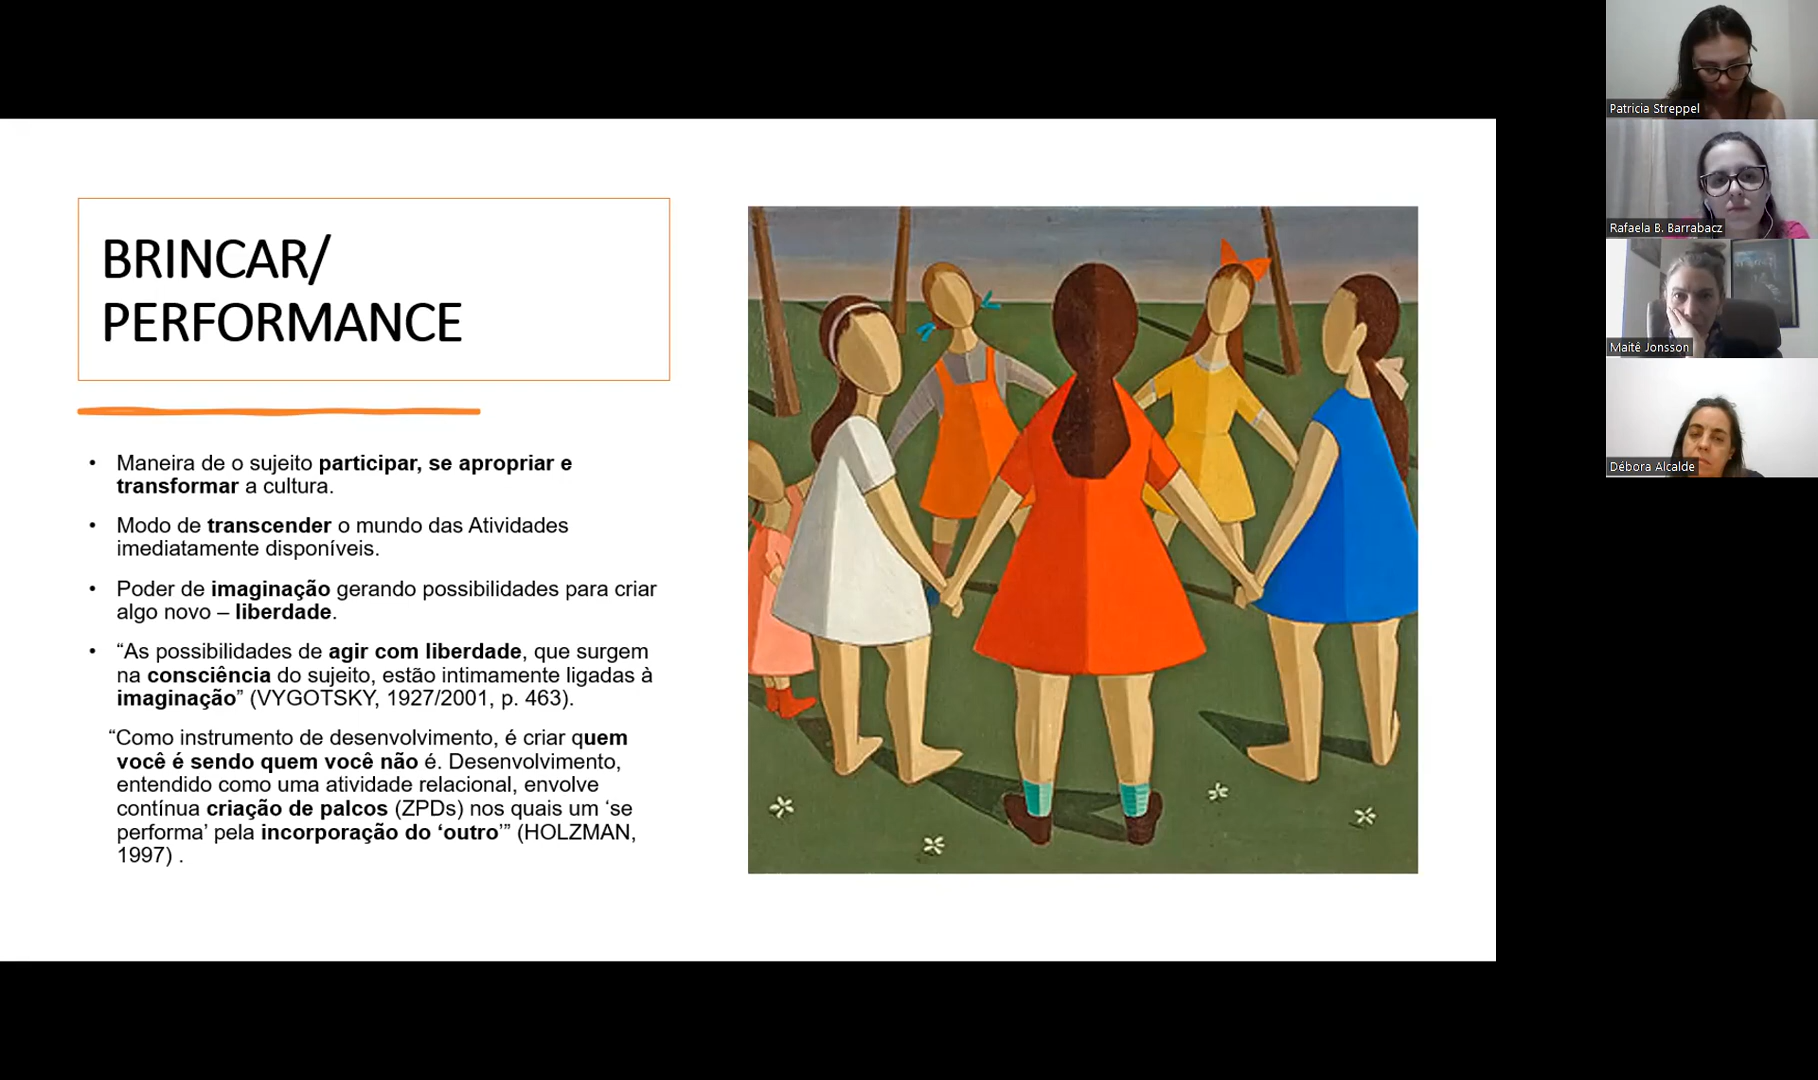 BRINCAR/
PERFORMANCE
• Maneira de o sujeito participar, se apropriar e
transformar a cultura.
• Modo de transcender o mundo das Atividades
imediatamente disponíveis.
• Poder de imaginação gerando possibilidades para criar
algo novo – liberdade.
• “As possibilidades de agir com liberdade, que surgem
na consciência do sujeito, estão intimamente ligadas à
imaginação” (VYGOTSKY, 1927/2001, p. 463).
“Como instrumento de desenvolvimento, é criar quem
você é sendo quem você não é. Desenvolvimento,
entendido como uma atividade relacional, envolve
contínua criação de palcos (ZPDs) nos quais um ‘se
performa’ pela incorporação do ‘outro’” (HOLZMAN,
1997) .
Patricia Streppel
Rafaela B. Barrabacz
Maitê Jonsson
Débora Alcalde